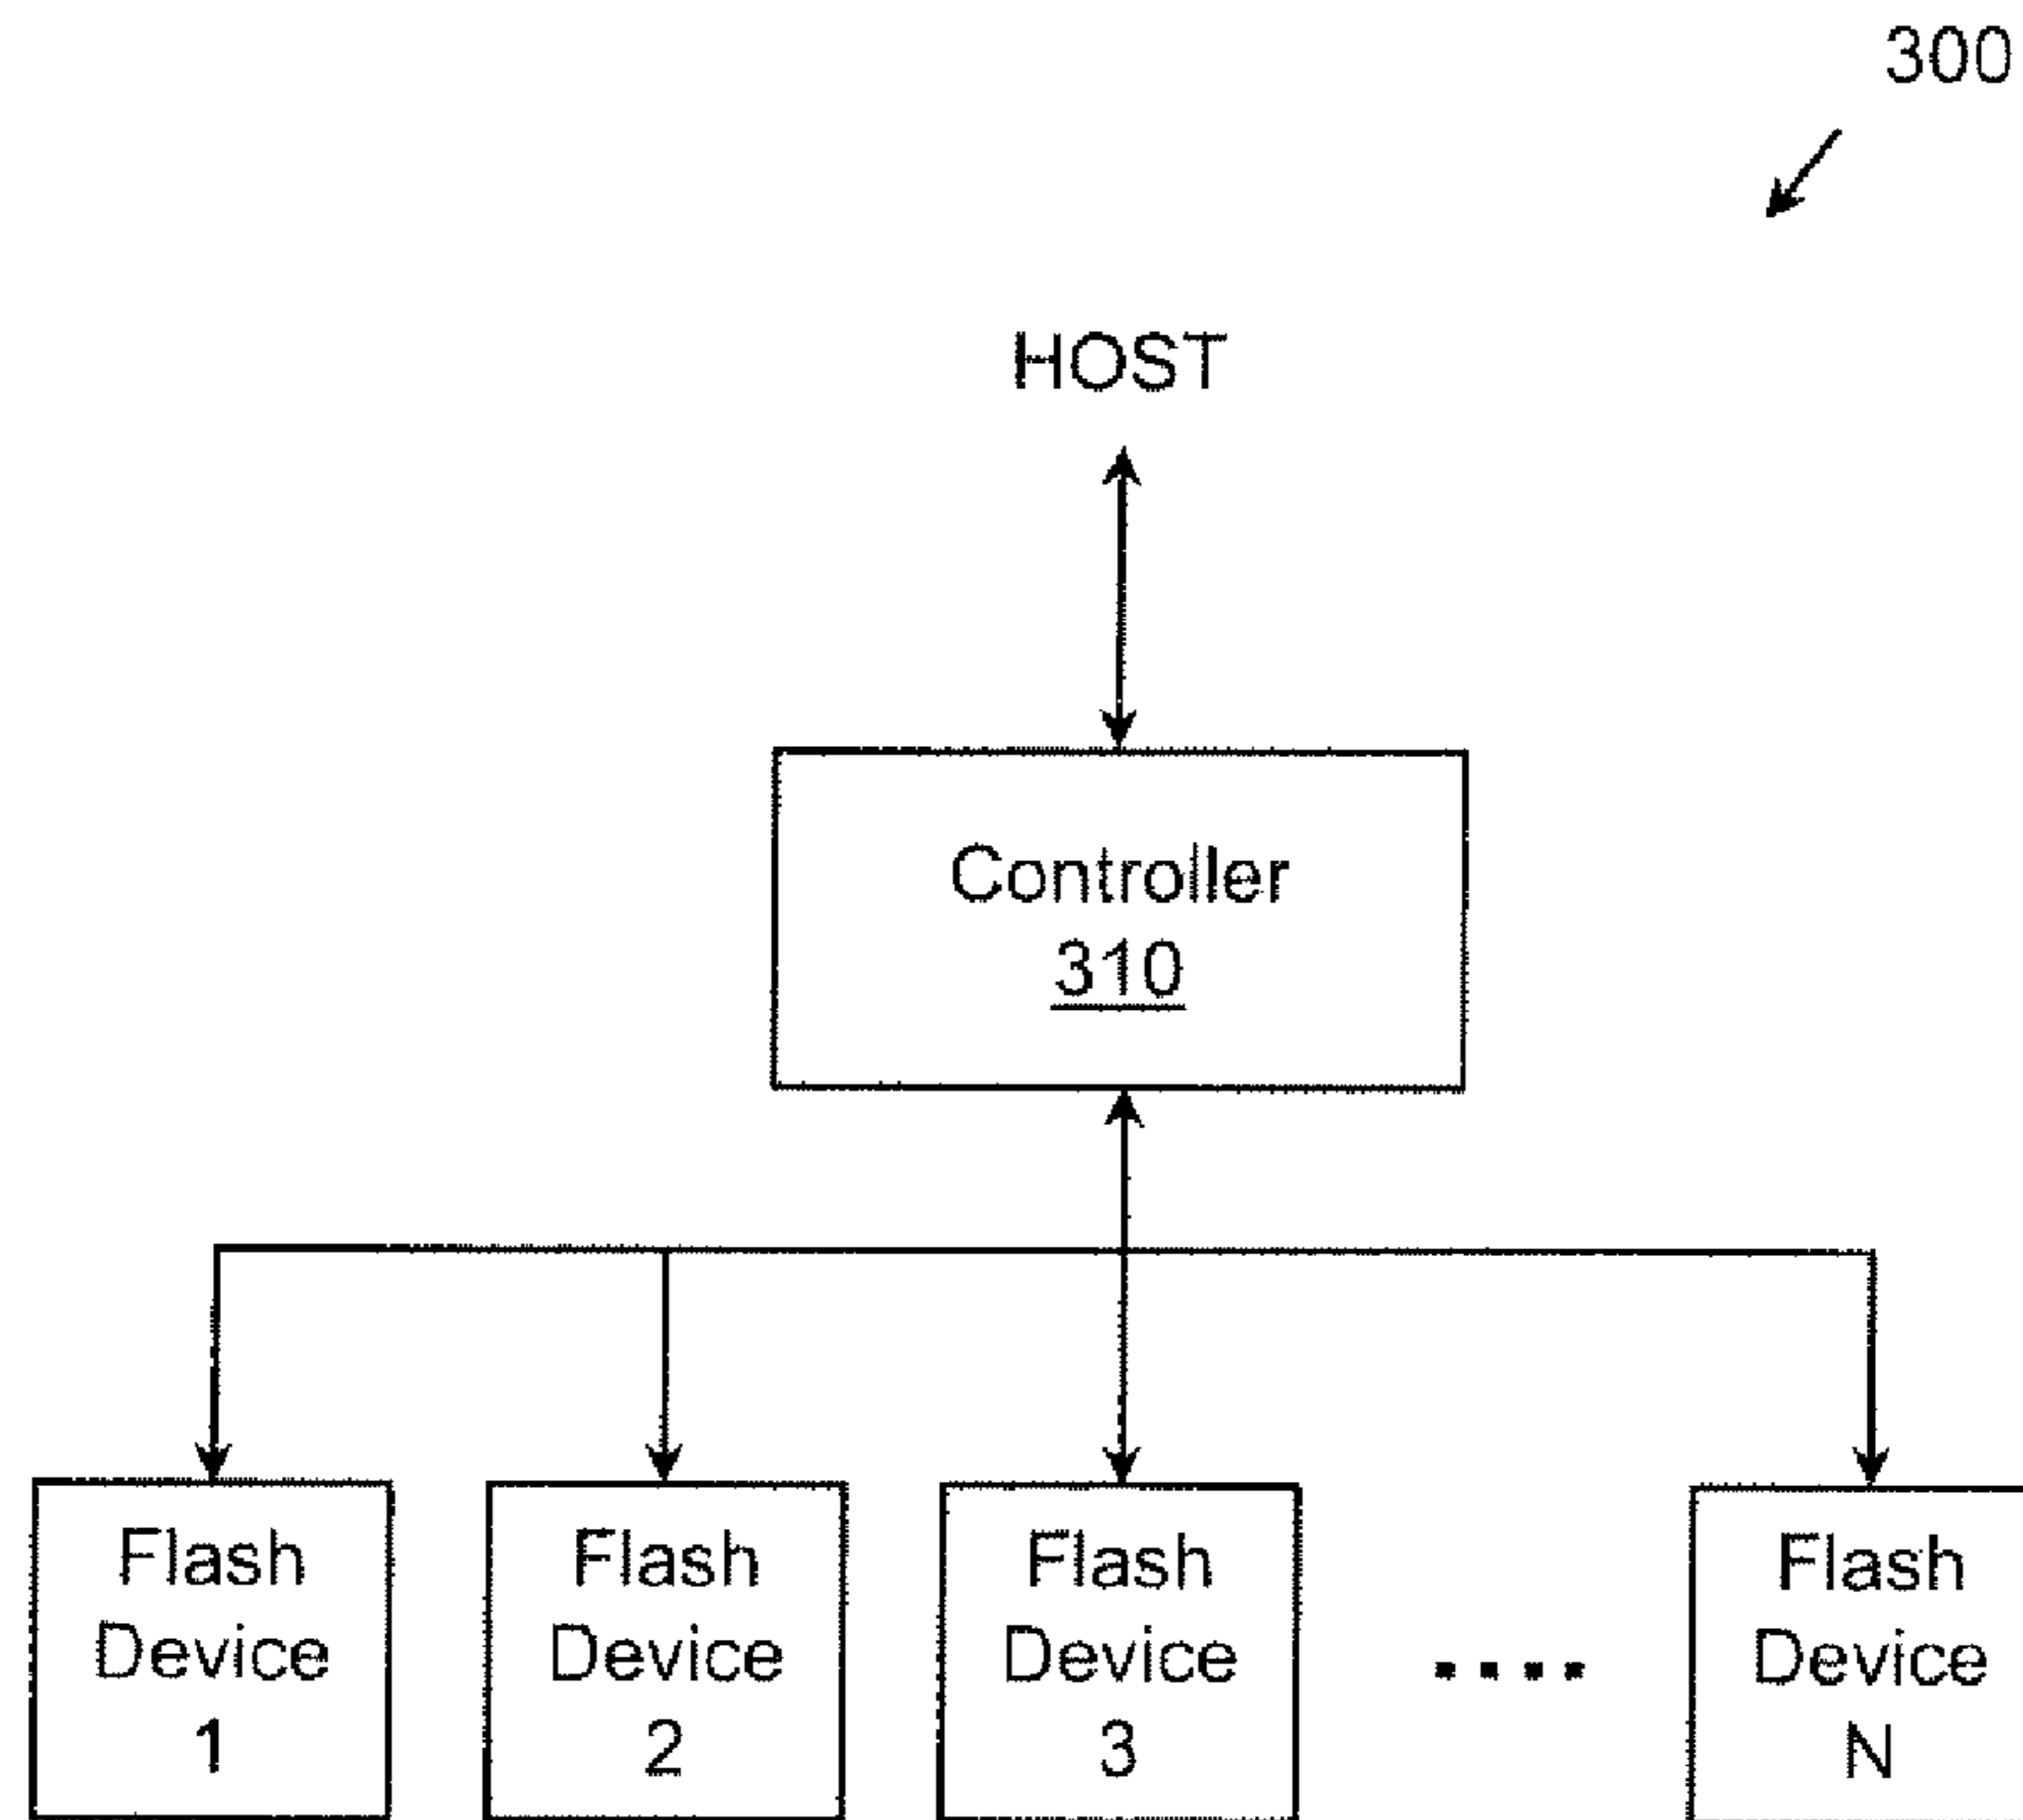 300
HOST
Controller
310
Flash
Device
1
Flash
Device
2
Flash
Device
3
....
Flash
Device
N